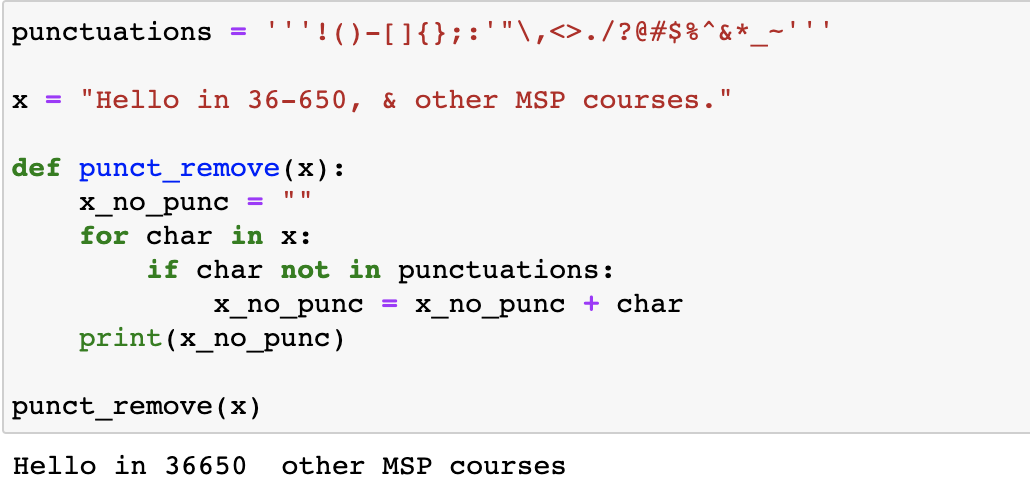 punctuations = '''!()-[]{};:'"\,<>./?@#$%^&*_~'''
x = "Hello in 36-650, & other MSP courses."
def punct_remove(x):
    x_no_punc = ""
    for char in x:
        if char not in punctuations:
            x_no_punc = x_no_punc + char
    print(x_no_punc)
punct_remove(x)
Hello in 36650  other MSP courses